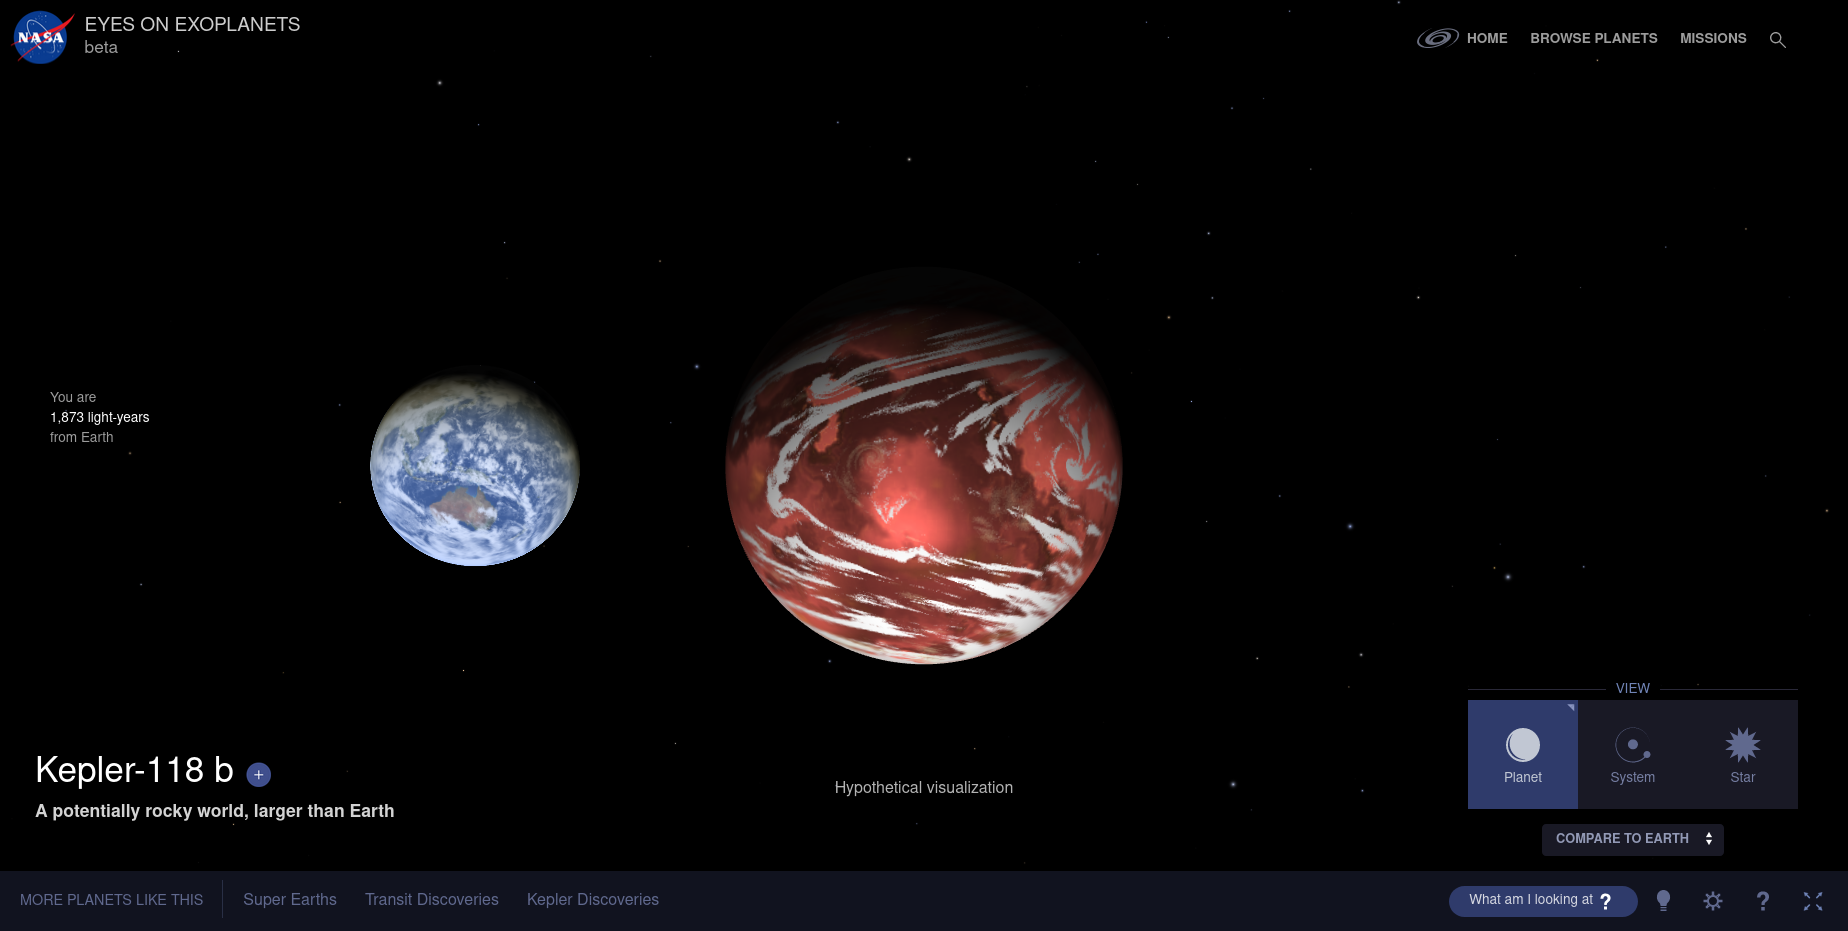 NASA
EYES ON EXOPLANETS
beta
HOME
BROWSE PLANETS
MISSIONS
You are
1,873 light-years
from Earth
Kepler-118 b +
A potentially rocky world, larger than Earth
Hypothetical visualization
VIEW
Planet
System
Star
COMPARE TO EARTH
MORE PLANETS LIKE THIS
Super Earths
Transit Discoveries
Kepler Discoveries
What am I looking at ?
?